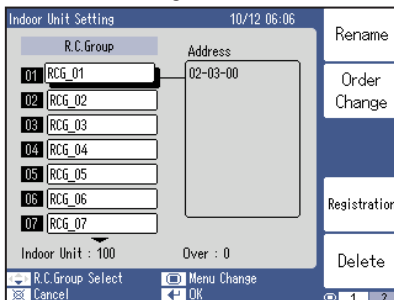 Indoor Unit Setting 10/12 06:06
R.C.Group Address
01 RCG_01 02-03-00
02 RCG_02
03 RCG_03
04 RCG_04
05 RCG_05
06 RCG_06
07 RCG_07
Indoor Unit : 100 Over : 0
R.C.Group Select Menu Change
Cancel OK
Rename
Order
Change
Registration
Delete
1 2